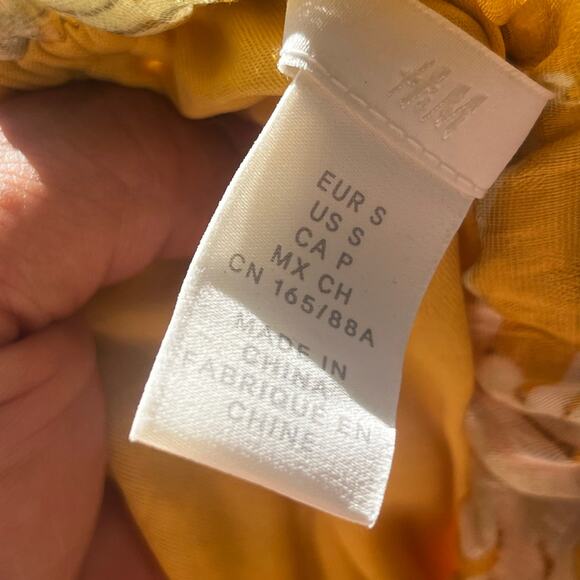 H&M
EUR S
US S
CA P
MX CH
CN 165/88A
MADE IN
CHINA
FABRIQUE EN
CHINE